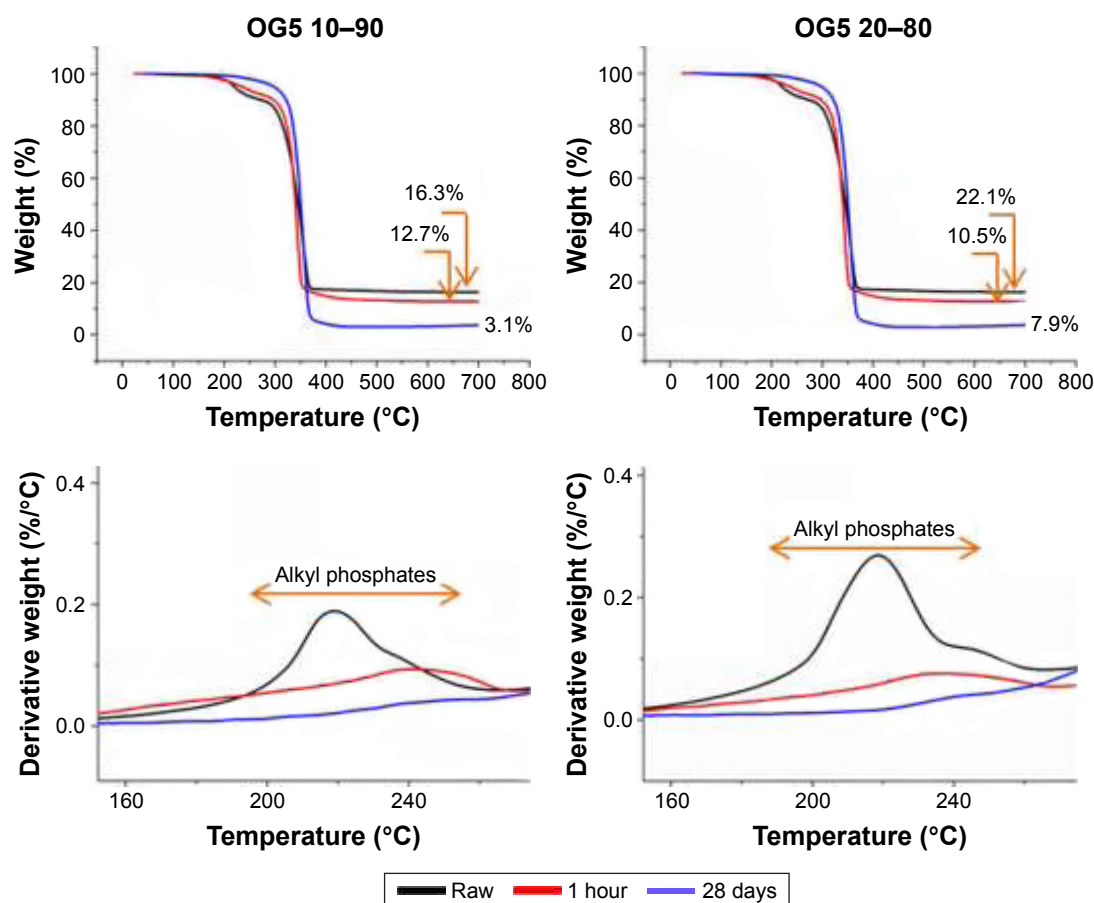 OG5 10–90
OG5 20–80
Weight (%)
100
80
60
40
20
0
16.3%
12.7%
3.1%
0 100 200 300 400 500 600 700 800
Temperature (°C)
Weight (%)
100
80
60
40
20
0
22.1%
10.5%
7.9%
0 100 200 300 400 500 600 700 800
Temperature (°C)
Derivative weight (%/°C)
0.4
0.2
0.0
Alkyl phosphates
160 200 240
Temperature (°C)
Derivative weight (%/°C)
0.4
0.2
0.0
Alkyl phosphates
160 200 240
Temperature (°C)
Raw 1 hour 28 days